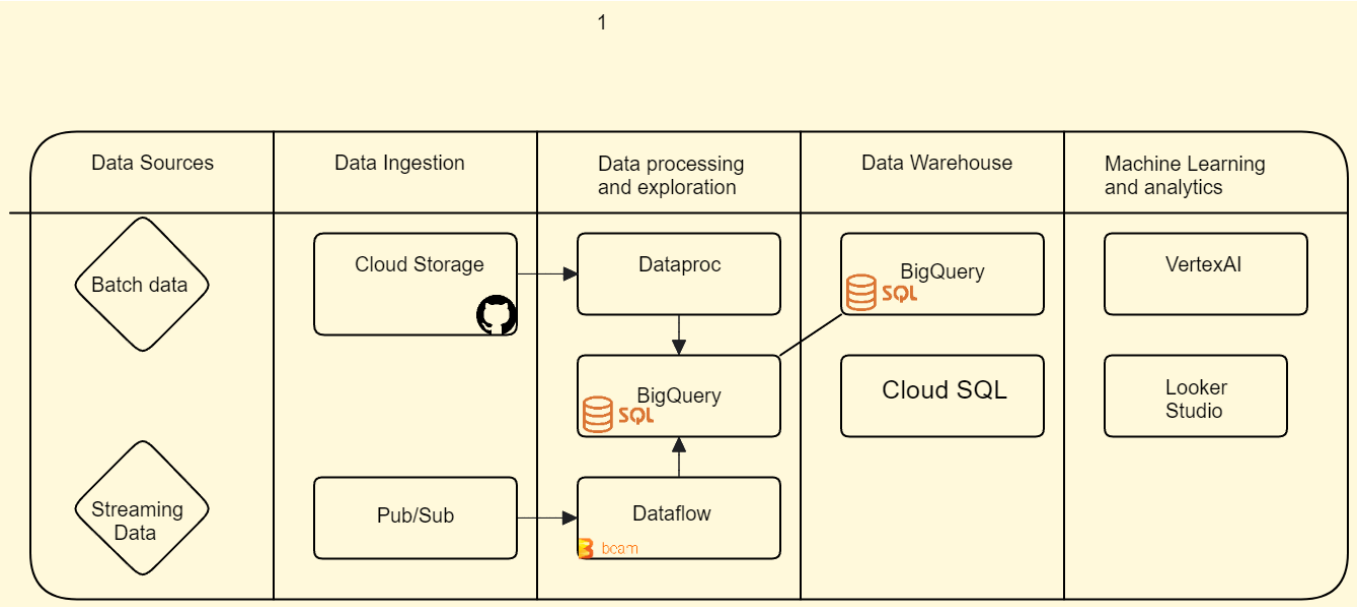 1
Data Sources
Data Ingestion
Data processing
and exploration
Data Warehouse
Machine Learning
and analytics
Batch data
Cloud Storage
Dataproc
BigQuery
SQL
VertexAI
BigQuery
SQL
Cloud SQL
Looker
Studio
Streaming
Data
Pub/Sub
Dataflow
beam